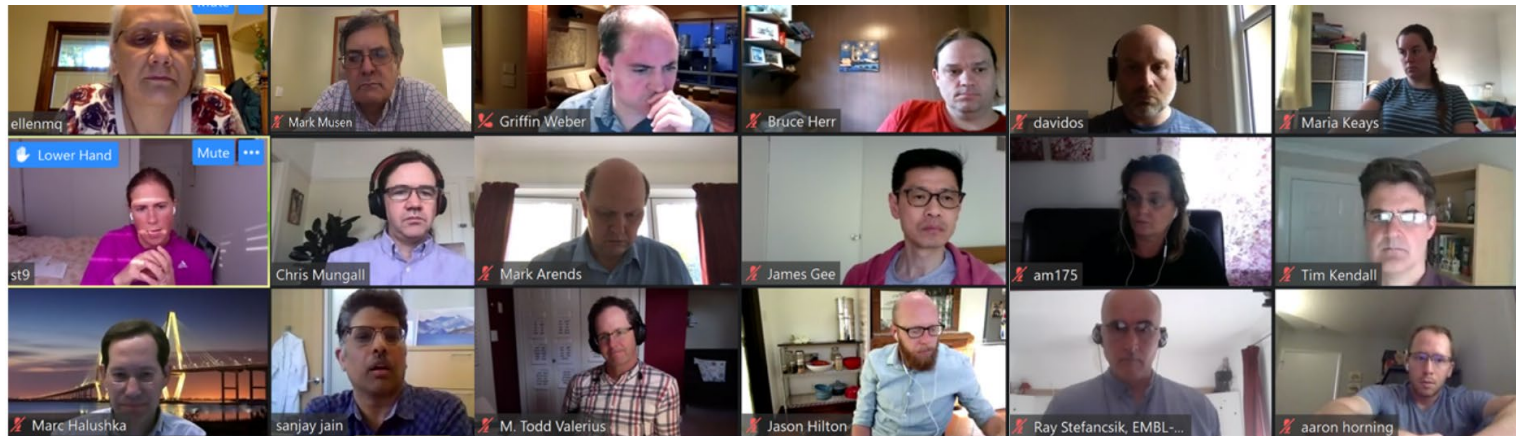 Mute
ellenmq
Mark Musen
Griffin Weber
Bruce Herr
davidos
Maria Keays
Lower Hand
Mute
st9
Chris Mungall
Mark Arends
James Gee
am175
Tim Kendall
Marc Halushka
sanjay jain
M. Todd Valerius
Jason Hilton
Ray Stefancsik, EMBL-...
aaron horning